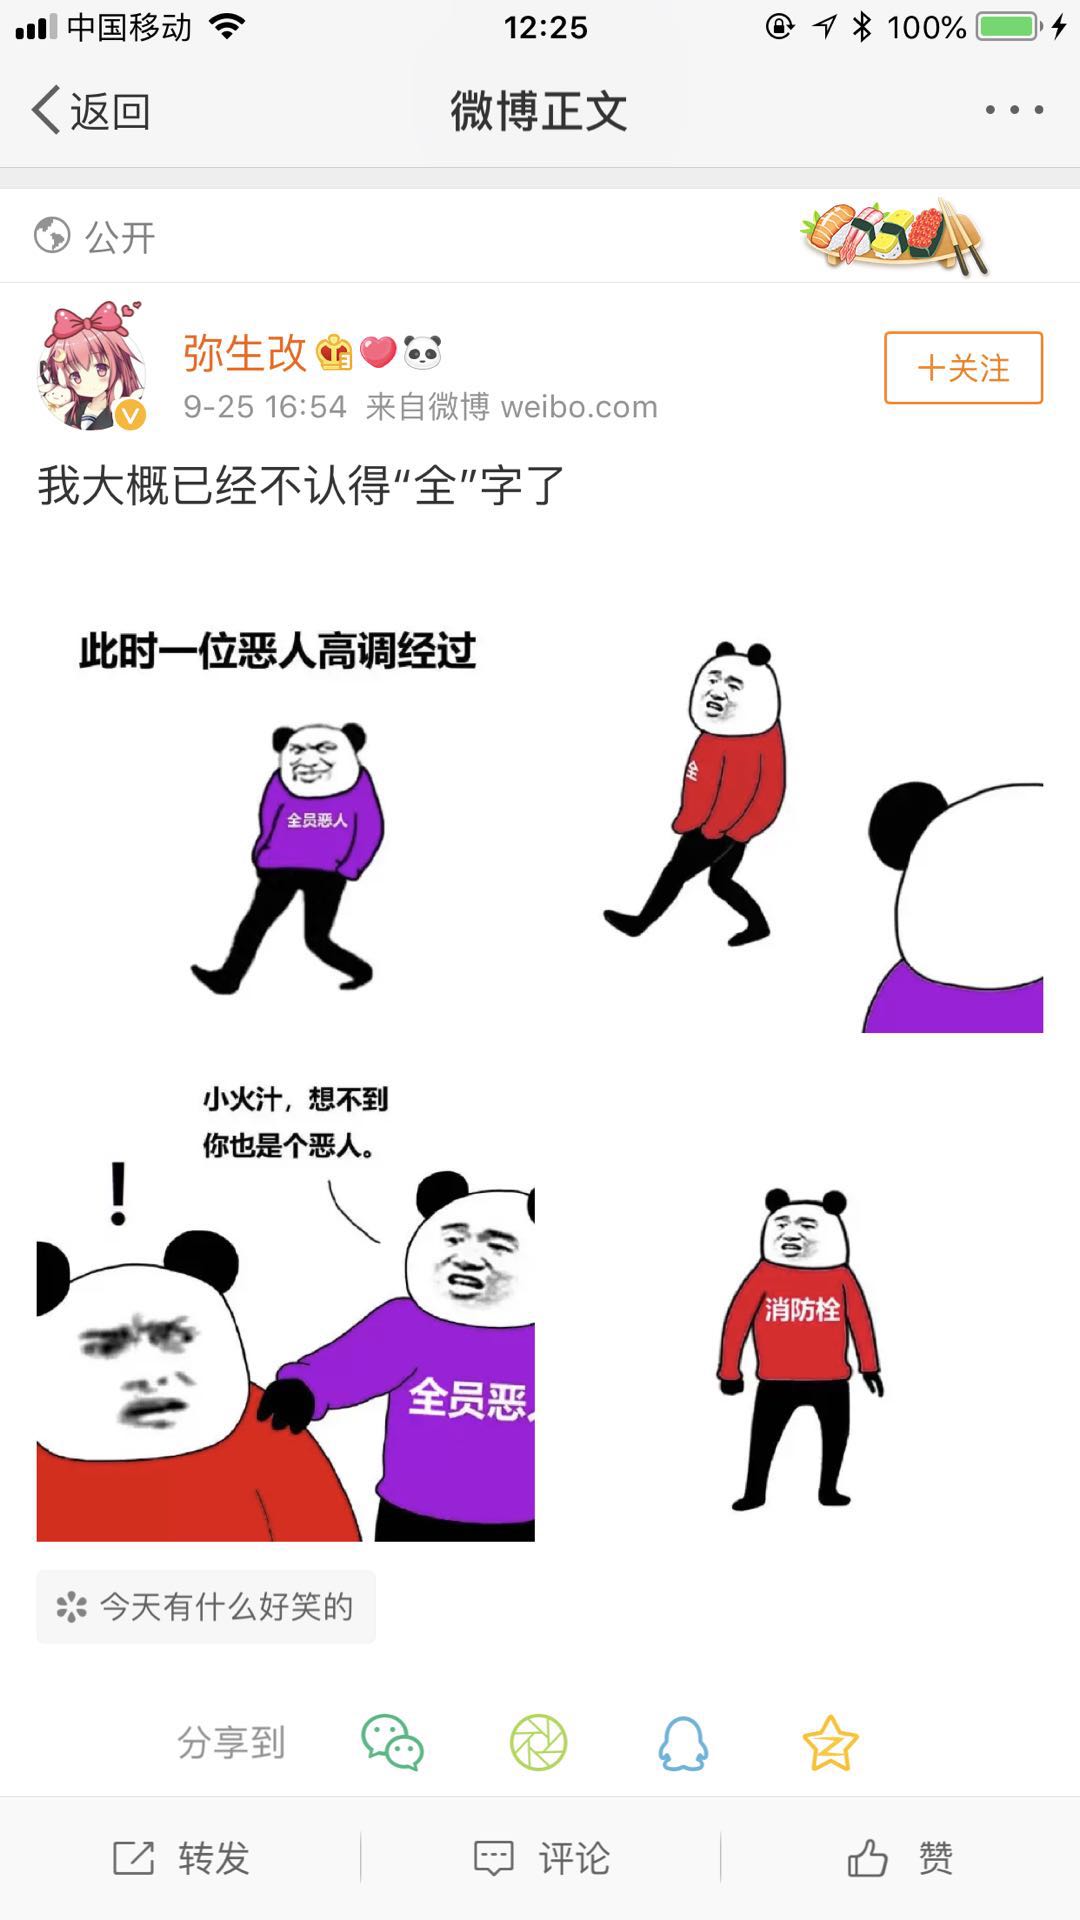 中国移动 12:25 100%
返回 微博正文
公开
弥生改
+关注
9-25 16:54 来自微博 weibo.com
我大概已经不认得“全”字了
此时一位恶人高调经过
全员恶人
全
小火汁，想不到
你也是个恶人。
!
全员恶人
消防栓
今天有什么好笑的
分享到
转发 评论 赞